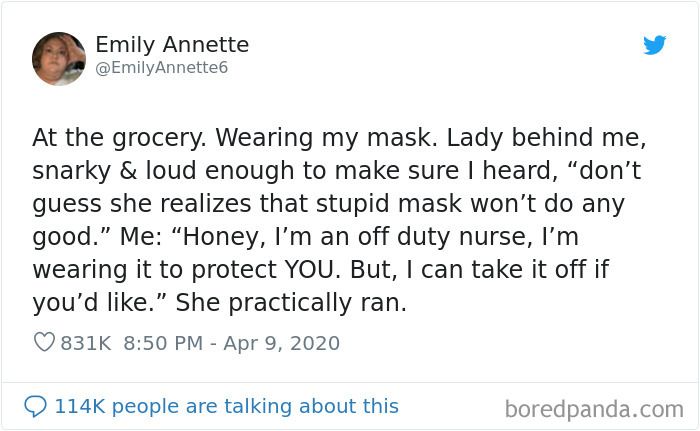 Emily Annette
@EmilyAnnette6
At the grocery. Wearing my mask. Lady behind me,
snarky & loud enough to make sure I heard, “don’t
guess she realizes that stupid mask won’t do any
good.” Me: “Honey, I’m an off duty nurse, I’m
wearing it to protect YOU. But, I can take it off if
you’d like.” She practically ran.
831K 8:50 PM - Apr 9, 2020
114K people are talking about this
boredpanda.com